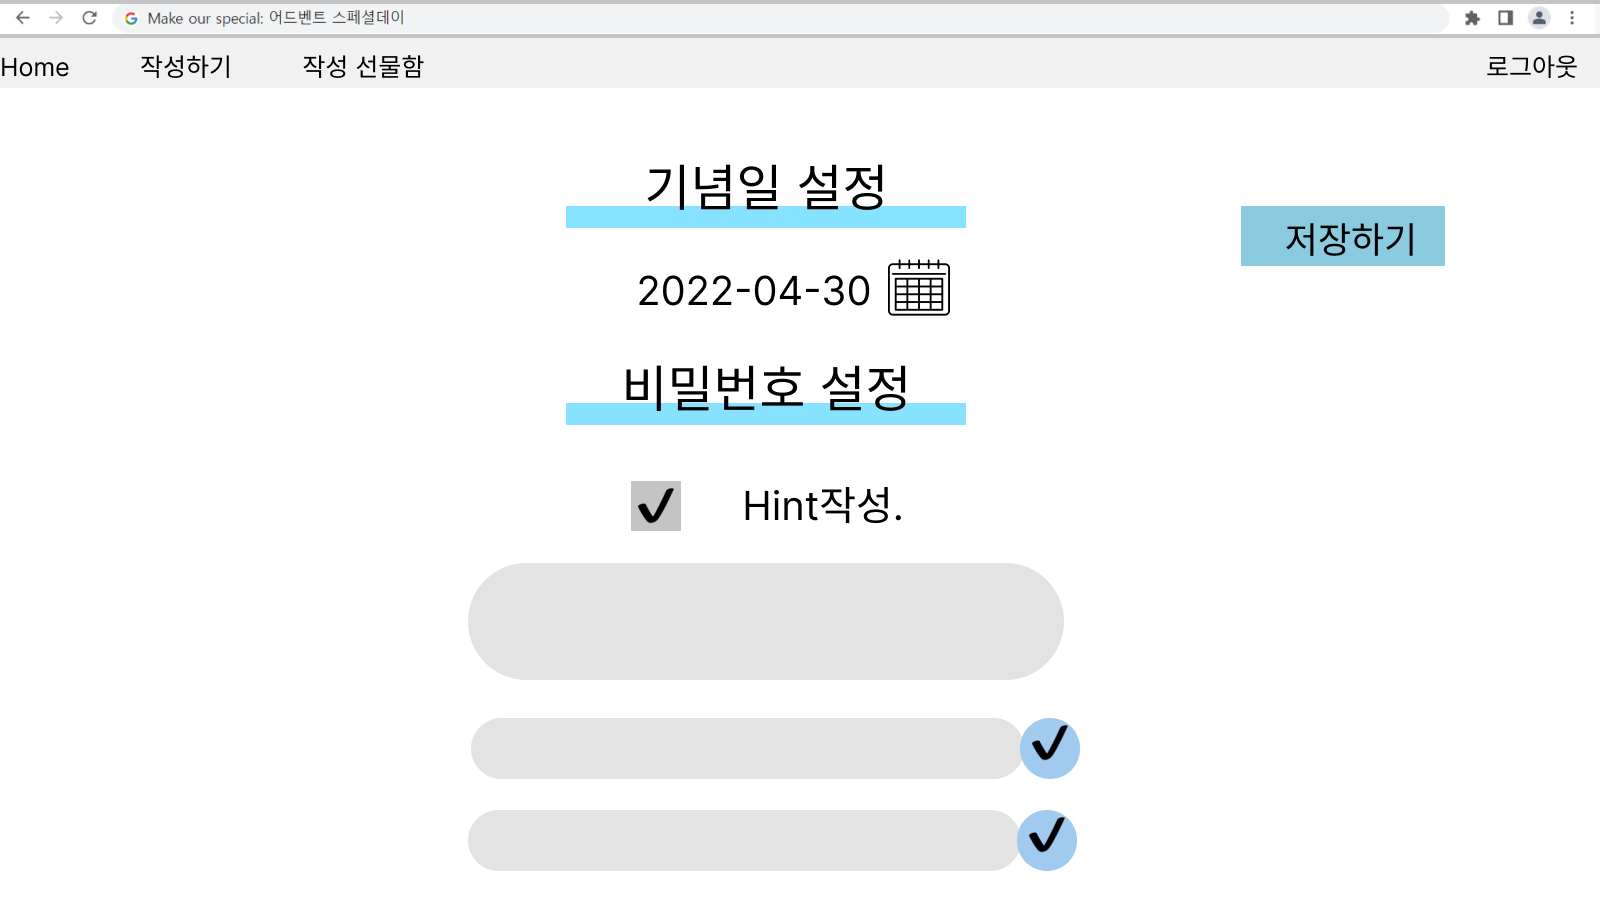 Make our special: 어드벤트 스페셜데이
Home 작성하기 작성 선물함 로그아웃
기념일 설정
저장하기
2022-04-30
비밀번호 설정
Hint작성.